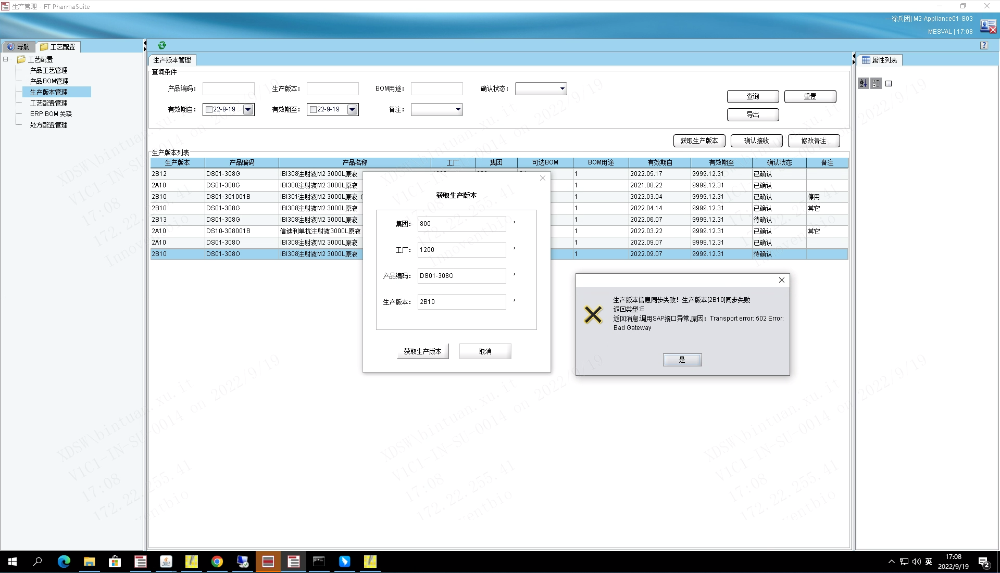 生产管理 - FT PharmaSuite
---徐兵团| M2-Appliance01-S03
MESVAL | 17:08
导航
工艺配置
工艺配置
产品工艺管理
产品BOM管理
生产版本管理
工艺配置管理
ERP BOM 关联
处方配置管理
生产版本管理
属性列表
查询条件
产品编码： 生产版本： BOM用途： 确认状态：
有效期自： 22-9-19 有效期至： 22-9-19 备注：
查询 重置
导出
获取生产版本 确认接收 修改备注
生产版本列表
生产版本 产品编码 产品名称 工厂 集团 可选BOM BOM用途 有效期自 有效期至 确认状态 备注
2B12 DS01-308G IBI308注射液M2 3000L原液 1 2022.05.17 9999.12.31 已确认
2A10 DS01-308G IBI308注射液M2 3000L原液 1 2021.08.22 9999.12.31 已确认
2B10 DS01-301001B IBI301注射液M2 3000L原液（ 1 2022.03.04 9999.12.31 已确认 停用
2B10 DS01-308G IBI308注射液M2 3000L原液 1 2022.04.14 9999.12.31 已确认 其它
2B13 DS01-308G IBI308注射液M2 3000L原液 1 2022.06.07 9999.12.31 待确认
2A10 DS10-308001B 信迪利单抗注射液3000L原液 1 2022.03.22 9999.12.31 已确认 其它
2A10 DS01-308O IBI308注射液M2 3000L原液 1 2022.09.07 9999.12.31 已确认
2B10 DS01-308O IBI308注射液M2 3000L原液 1 2022.09.07 9999.12.31 待确认
获取生产版本
集团： 800 *
工厂： 1200 *
产品编码： DS01-308O *
生产版本： 2B10 *
获取生产版本 取消
生产版本信息同步失败！生产版本[2B10]同步失败
返回类型:E
返回消息:调用SAP接口异常,原因：Transport error: 502 Error:
Bad Gateway
是
XDSW\bintuan.xu.it
V1C1-IN-SU-0014 on 2022/9/19
17:08
172.22.255.41
Innoventbio
英
17:08
2022/9/19
2